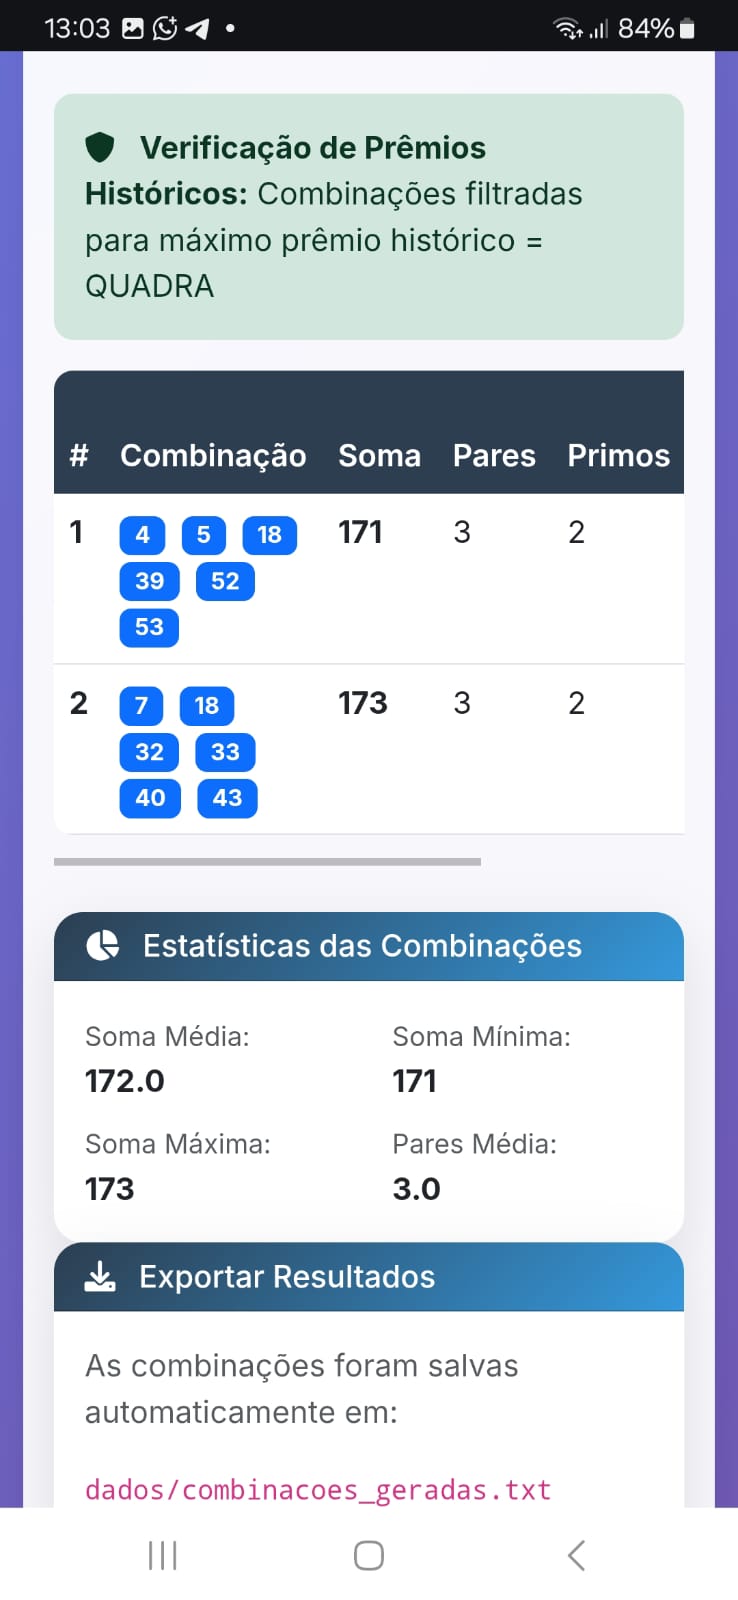 13:03 84%
Verificação de Prêmios
Históricos: Combinações filtradas
para máximo prêmio histórico =
QUADRA
# Combinação Soma Pares Primos
1 4 5 18 171 3 2
39 52
53
2 7 18 173 3 2
32 33
40 43
Estatísticas das Combinações
Soma Média: Soma Mínima:
172.0 171
Soma Máxima: Pares Média:
173 3.0
Exportar Resultados
As combinações foram salvas
automaticamente em:
dados/combinacoes_geradas.txt